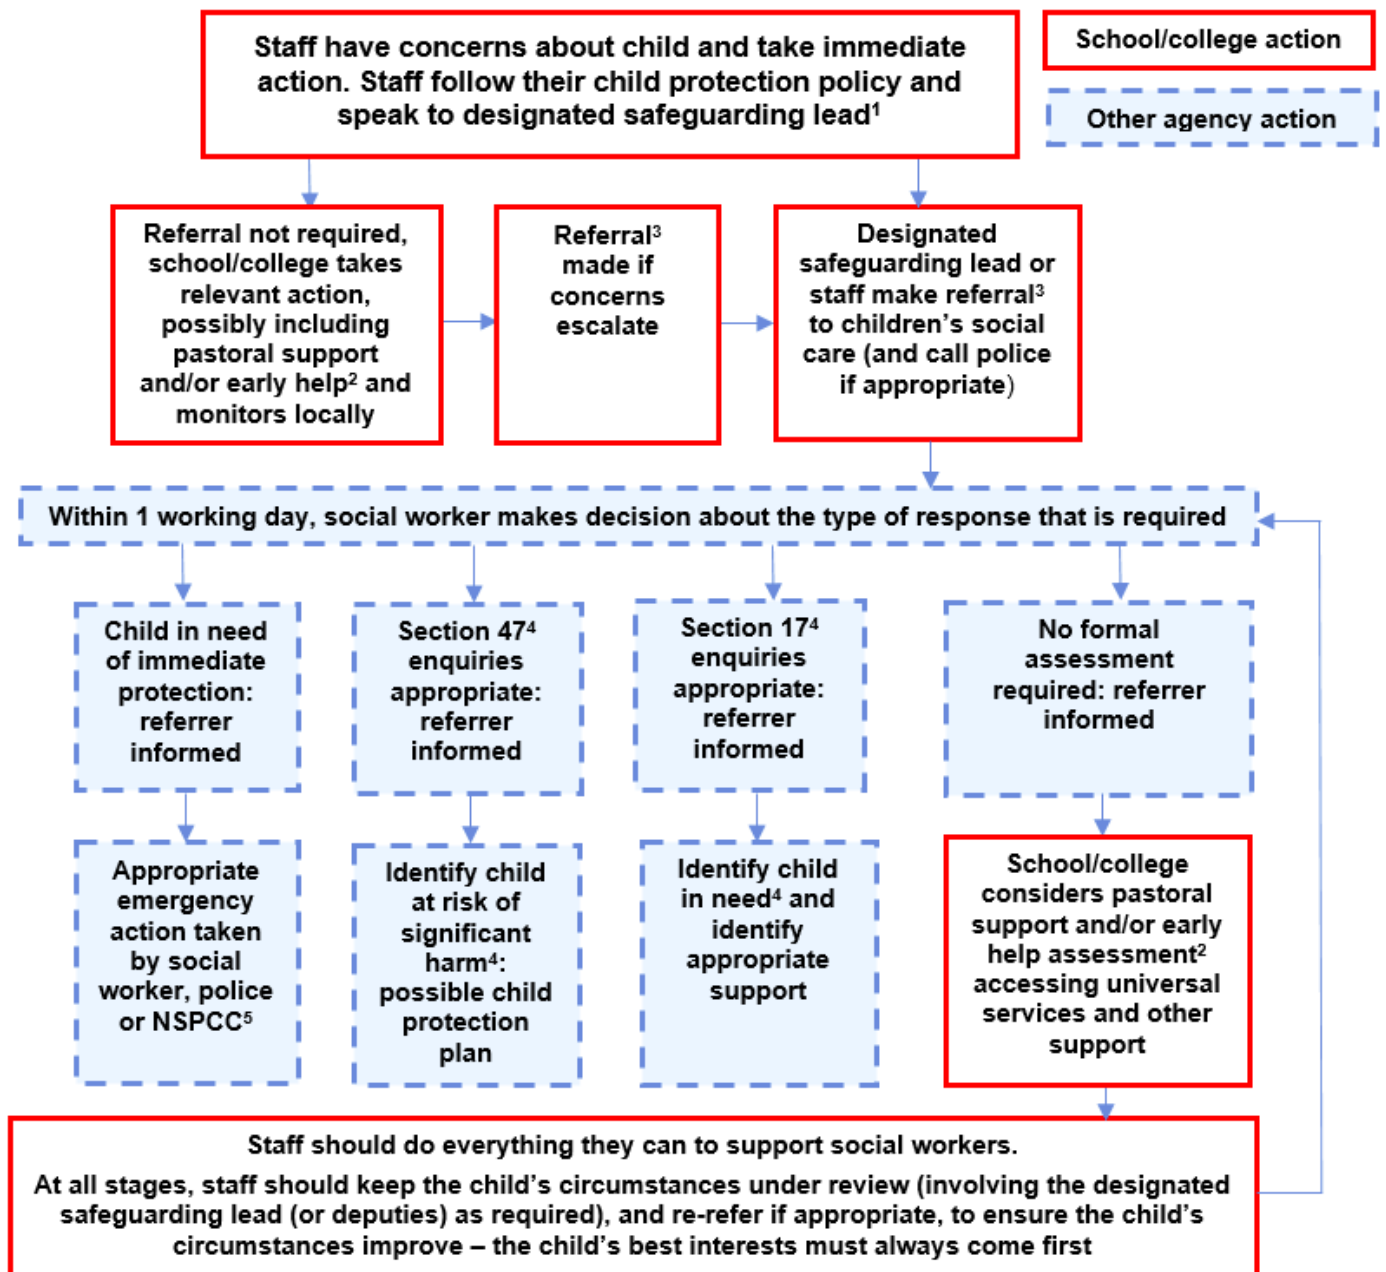 Staff have concerns about child and take immediate
action. Staff follow their child protection policy and
speak to designated safeguarding lead¹
School/college action
Other agency action
Referral not required,
school/college takes
relevant action,
possibly including
pastoral support
and/or early help² and
monitors locally
Referral³
made if
concerns
escalate
Designated
safeguarding lead or
staff make referral³
to children’s social
care (and call police
if appropriate)
Within 1 working day, social worker makes decision about the type of response that is required
Child in need
of immediate
protection:
referrer
informed
Section 47⁴
enquiries
appropriate:
referrer
informed
Section 17⁴
enquiries
appropriate:
referrer
informed
No formal
assessment
required: referrer
informed
Appropriate
emergency
action taken
by social
worker, police
or NSPCC⁵
Identify child
at risk of
significant
harm⁴:
possible child
protection
plan
Identify child
in need⁴ and
identify
appropriate
support
School/college
considers pastoral
support and/or early
help assessment²
accessing universal
services and other
support
Staff should do everything they can to support social workers.
At all stages, staff should keep the child’s circumstances under review (involving the designated
safeguarding lead (or deputies) as required), and re-refer if appropriate, to ensure the child’s
circumstances improve – the child’s best interests must always come first